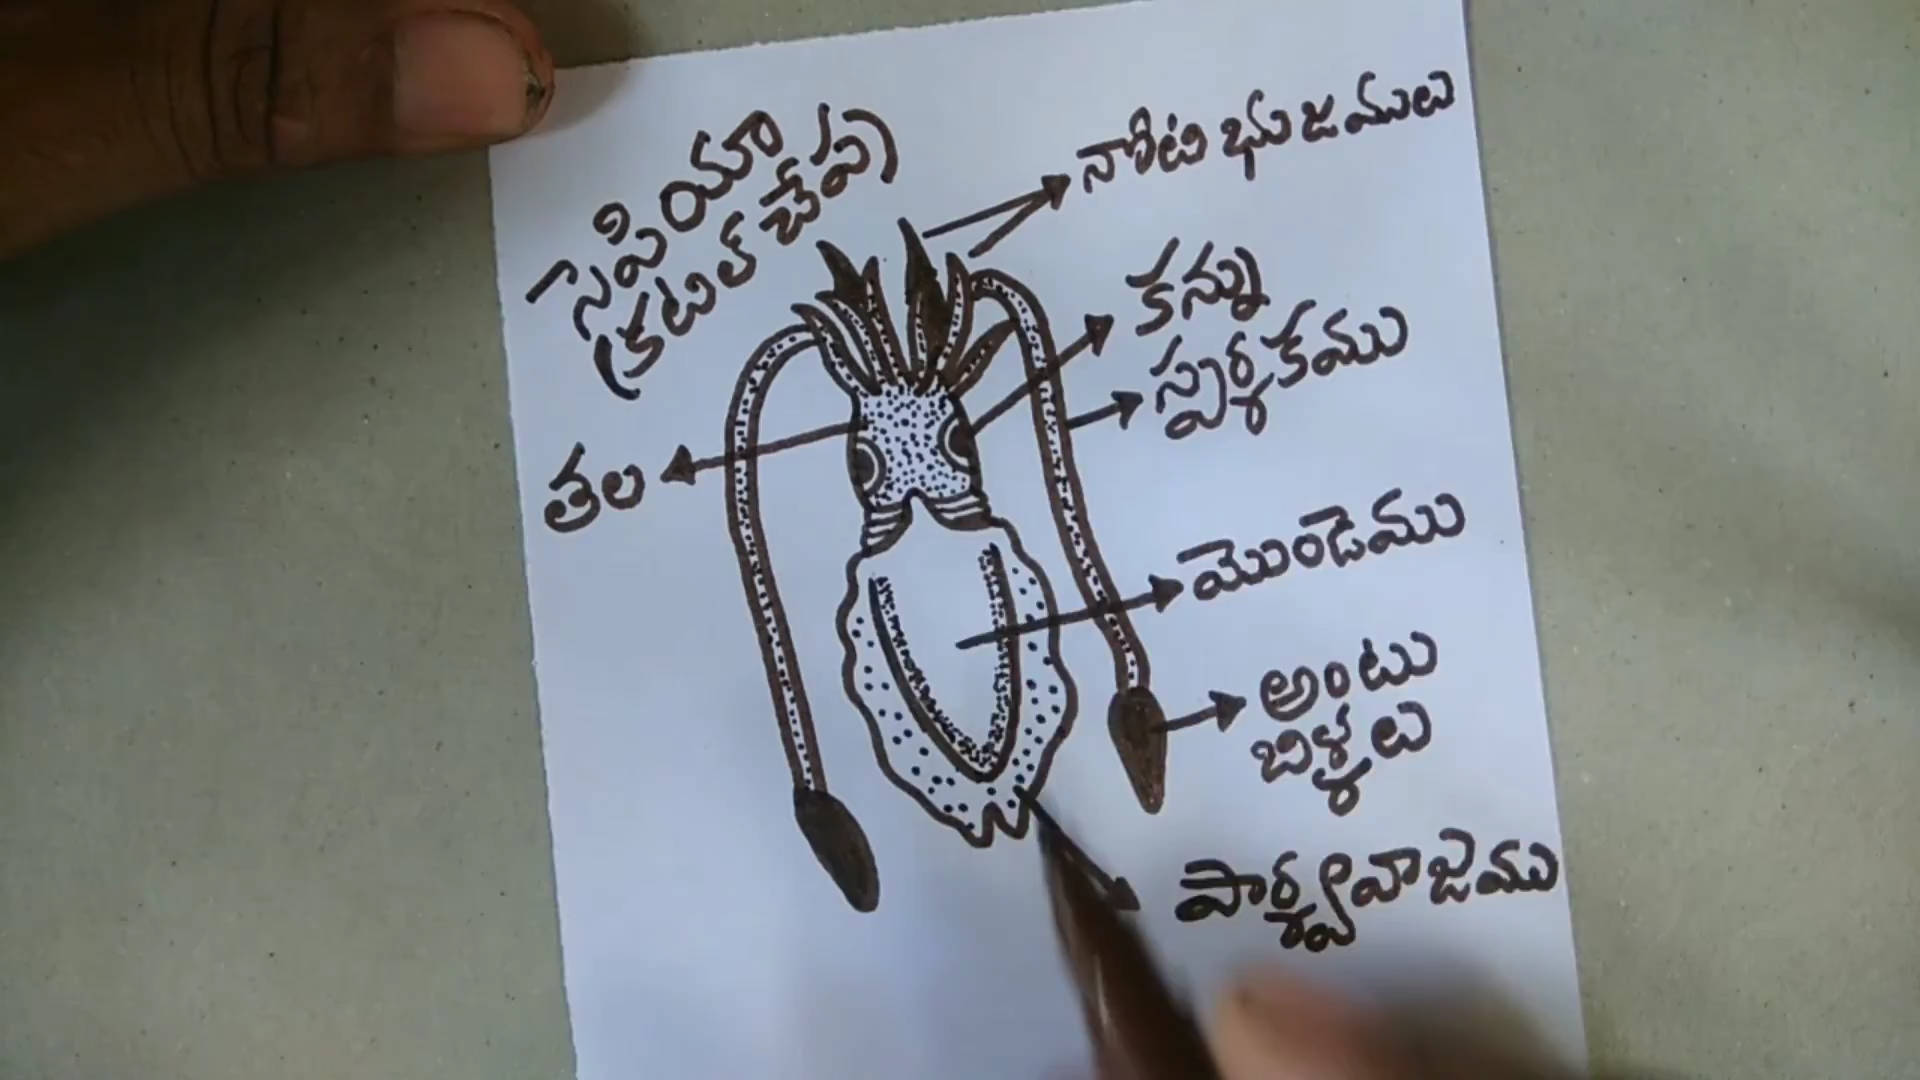 సెపియా
(కటిల్ చేప)
నోటి భుజములు
కన్ను
స్పర్శకము
తల
మొండెము
అంటు
బిళ్ళలు
పార్శ్వవాజము